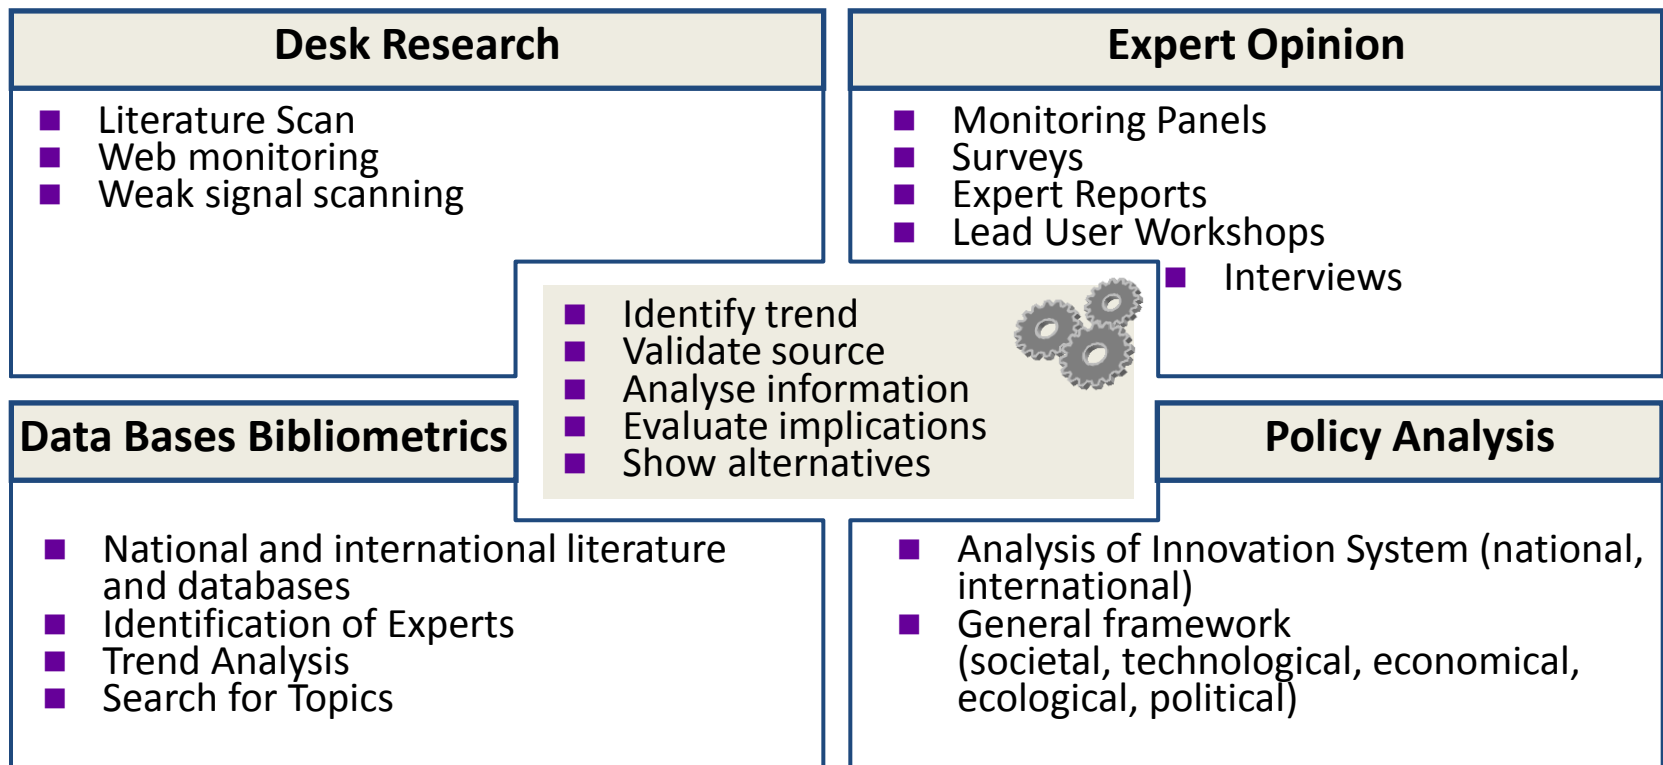 Desk Research
Literature Scan
Web monitoring
Weak signal scanning
Expert Opinion
Monitoring Panels
Surveys
Expert Reports
Lead User Workshops
Interviews
Identify trend
Validate source
Analyse information
Evaluate implications
Show alternatives
Data Bases Bibliometrics
National and international literature
and databases
Identification of Experts
Trend Analysis
Search for Topics
Policy Analysis
Analysis of Innovation System (national,
international)
General framework
(societal, technological, economical,
ecological, political)